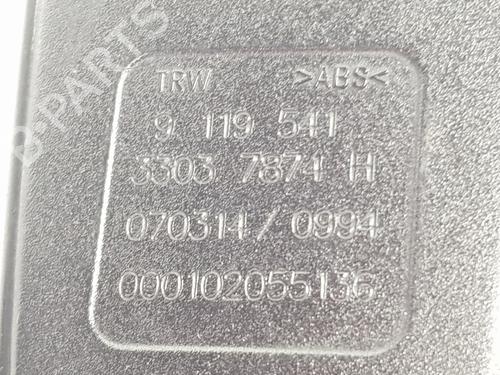 B-PARTS
TRW >ABS<
9 119 541
3303 7874 H
070314/0994
000102055136